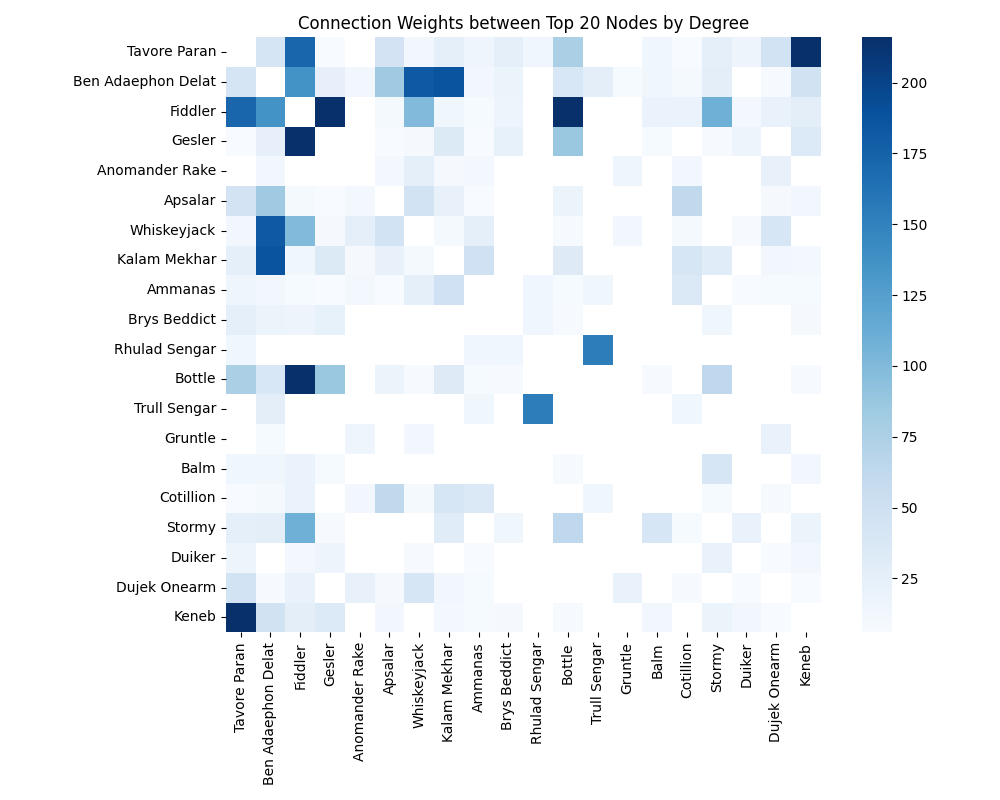 Connection Weights between Top 20 Nodes by Degree
Tavore Paran
Ben Adaephon Delat
Fiddler
Gesler
Anomander Rake
Apsalar
Whiskeyjack
Kalam Mekhar
Ammanas
Brys Beddict
Rhulad Sengar
Bottle
Trull Sengar
Gruntle
Balm
Cotillion
Stormy
Duiker
Dujek Onearm
Keneb
Tavore Paran
Ben Adaephon Delat
Fiddler
Gesler
Anomander Rake
Apsalar
Whiskeyjack
Kalam Mekhar
Ammanas
Brys Beddict
Rhulad Sengar
Bottle
Trull Sengar
Gruntle
Balm
Cotillion
Stormy
Duiker
Dujek Onearm
Keneb
200
175
150
125
100
75
50
25